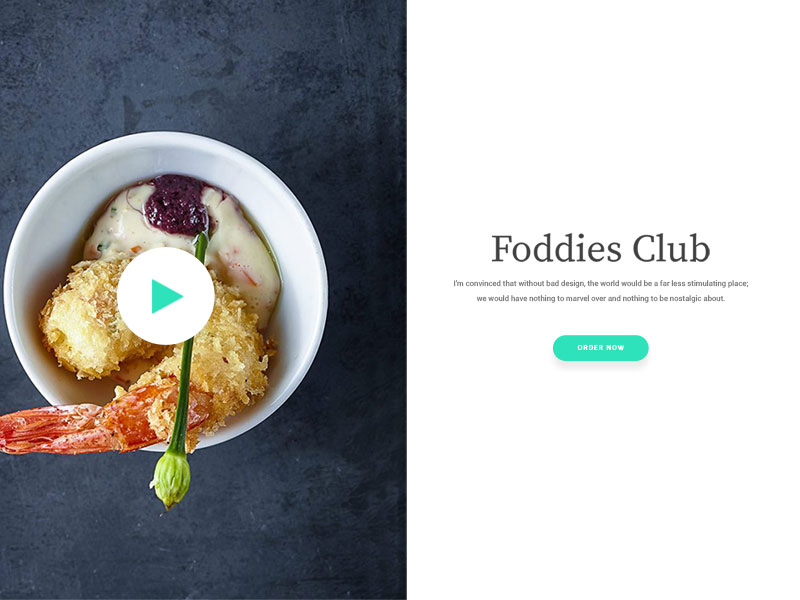 Foddies Club
I'm convinced that without bad design, the world would be a far less stimulating place;
we would have nothing to marvel over and nothing to be nostalgic about.
ORDER NOW